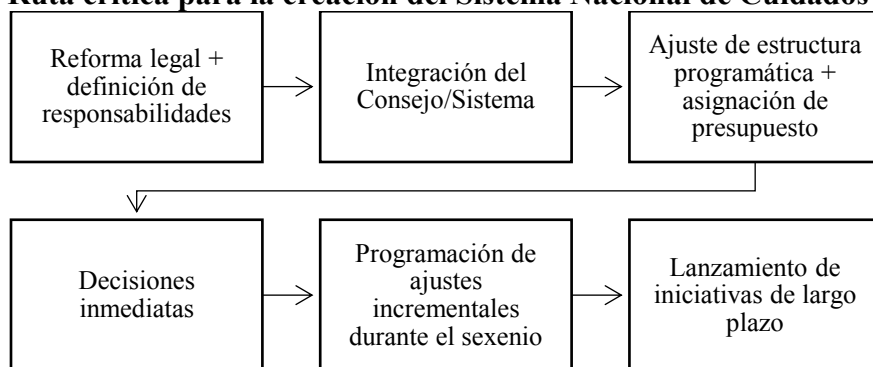 Ruta crítica para la creación del Sistema Nacional de Cuidados
Reforma legal +
definición de
responsabilidades
Integración del
Consejo/Sistema
Ajuste de estructura
programática +
asignación de
presupuesto
Decisiones
inmediatas
Programación de
ajustes
incrementales
durante el sexenio
Lanzamiento de
iniciativas de largo
plazo